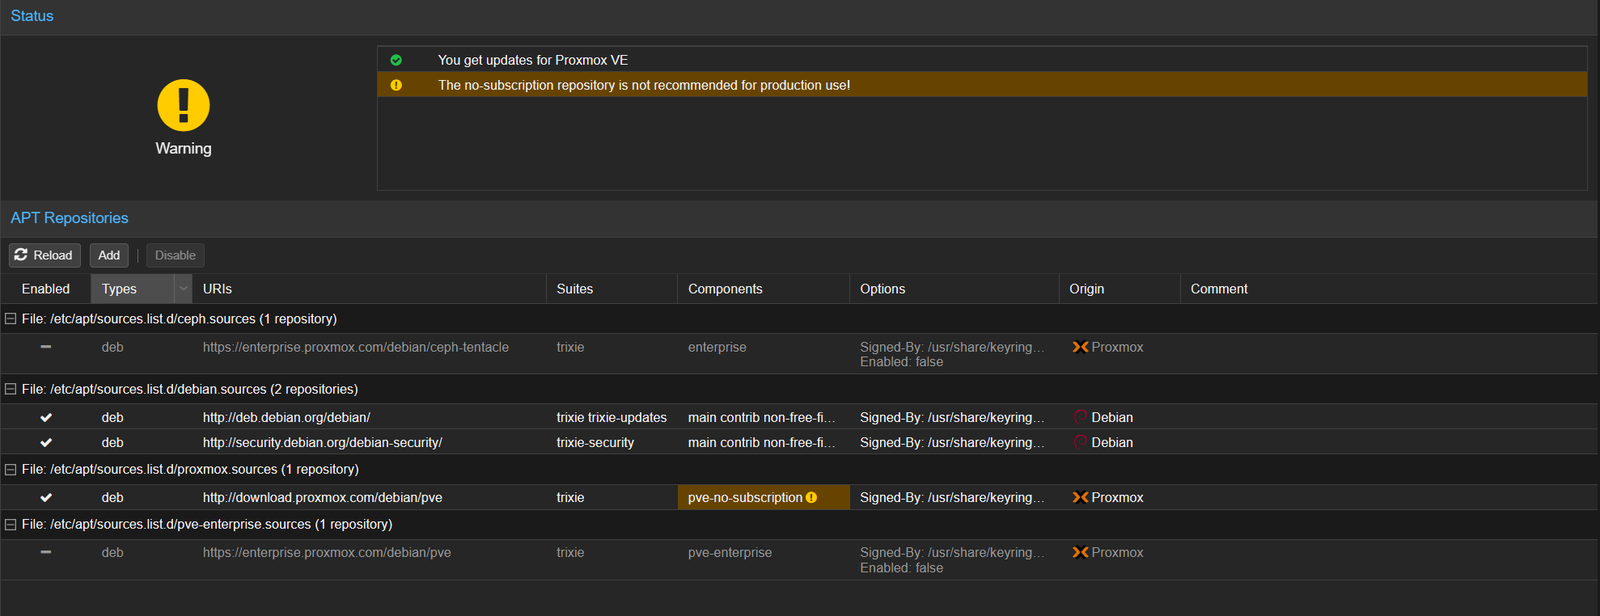 Status
You get updates for Proxmox VE
The no-subscription repository is not recommended for production use!
Warning
APT Repositories
Reload Add Disable
Enabled Types URIs Suites Components Options Origin Comment
File: /etc/apt/sources.list.d/ceph.sources (1 repository)
deb https://enterprise.proxmox.com/debian/ceph-tentacle trixie enterprise Signed-By: /usr/share/keyring... Proxmox
Enabled: false
File: /etc/apt/sources.list.d/debian.sources (2 repositories)
deb http://deb.debian.org/debian/ trixie trixie-updates main contrib non-free-fi... Signed-By: /usr/share/keyring... Debian
deb http://security.debian.org/debian-security/ trixie-security main contrib non-free-fi... Signed-By: /usr/share/keyring... Debian
File: /etc/apt/sources.list.d/proxmox.sources (1 repository)
deb http://download.proxmox.com/debian/pve trixie pve-no-subscription Signed-By: /usr/share/keyring... Proxmox
File: /etc/apt/sources.list.d/pve-enterprise.sources (1 repository)
deb https://enterprise.proxmox.com/debian/pve trixie pve-enterprise Signed-By: /usr/share/keyring... Proxmox
Enabled: false